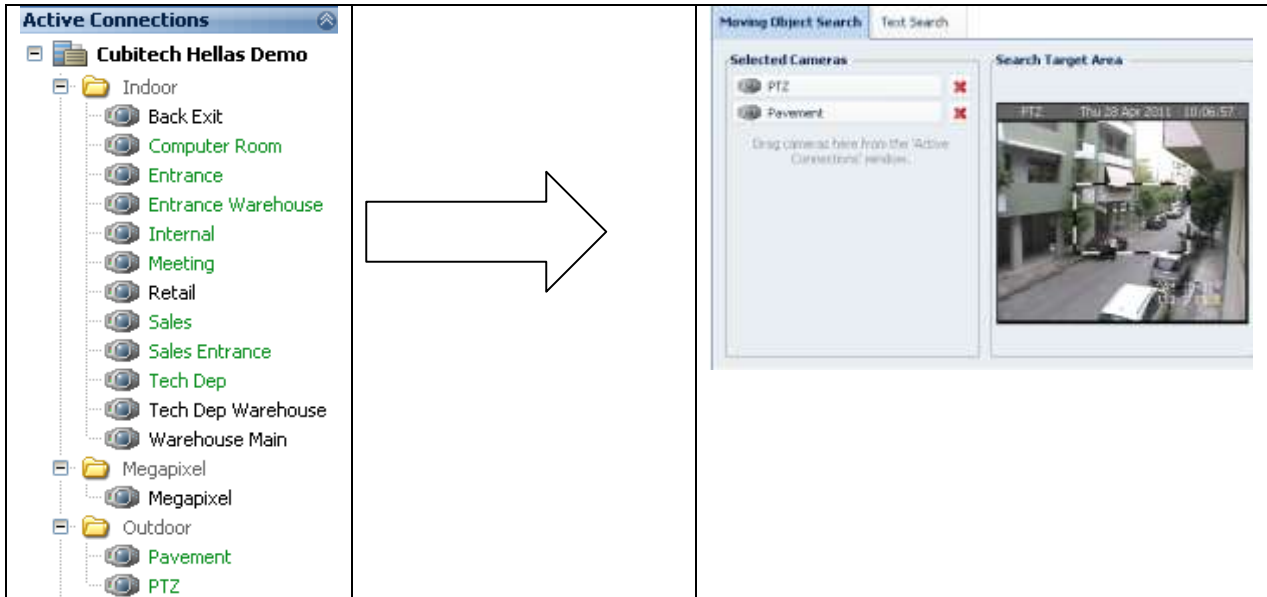 Active Connections
Cubitech Hellas Demo
Indoor
Back Exit
Computer Room
Entrance
Entrance Warehouse
Internal
Meeting
Retail
Sales
Sales Entrance
Tech Dep
Tech Dep Warehouse
Warehouse Main
Megapixel
Megapixel
Outdoor
Pavement
PTZ
Moving Object Search
Text Search
Selected Cameras
PTZ
Pavement
Drag cameras here from the 'Active
Connections' window.
Search Target Area
PTZ Thu 28 Apr 2011 10:06:57